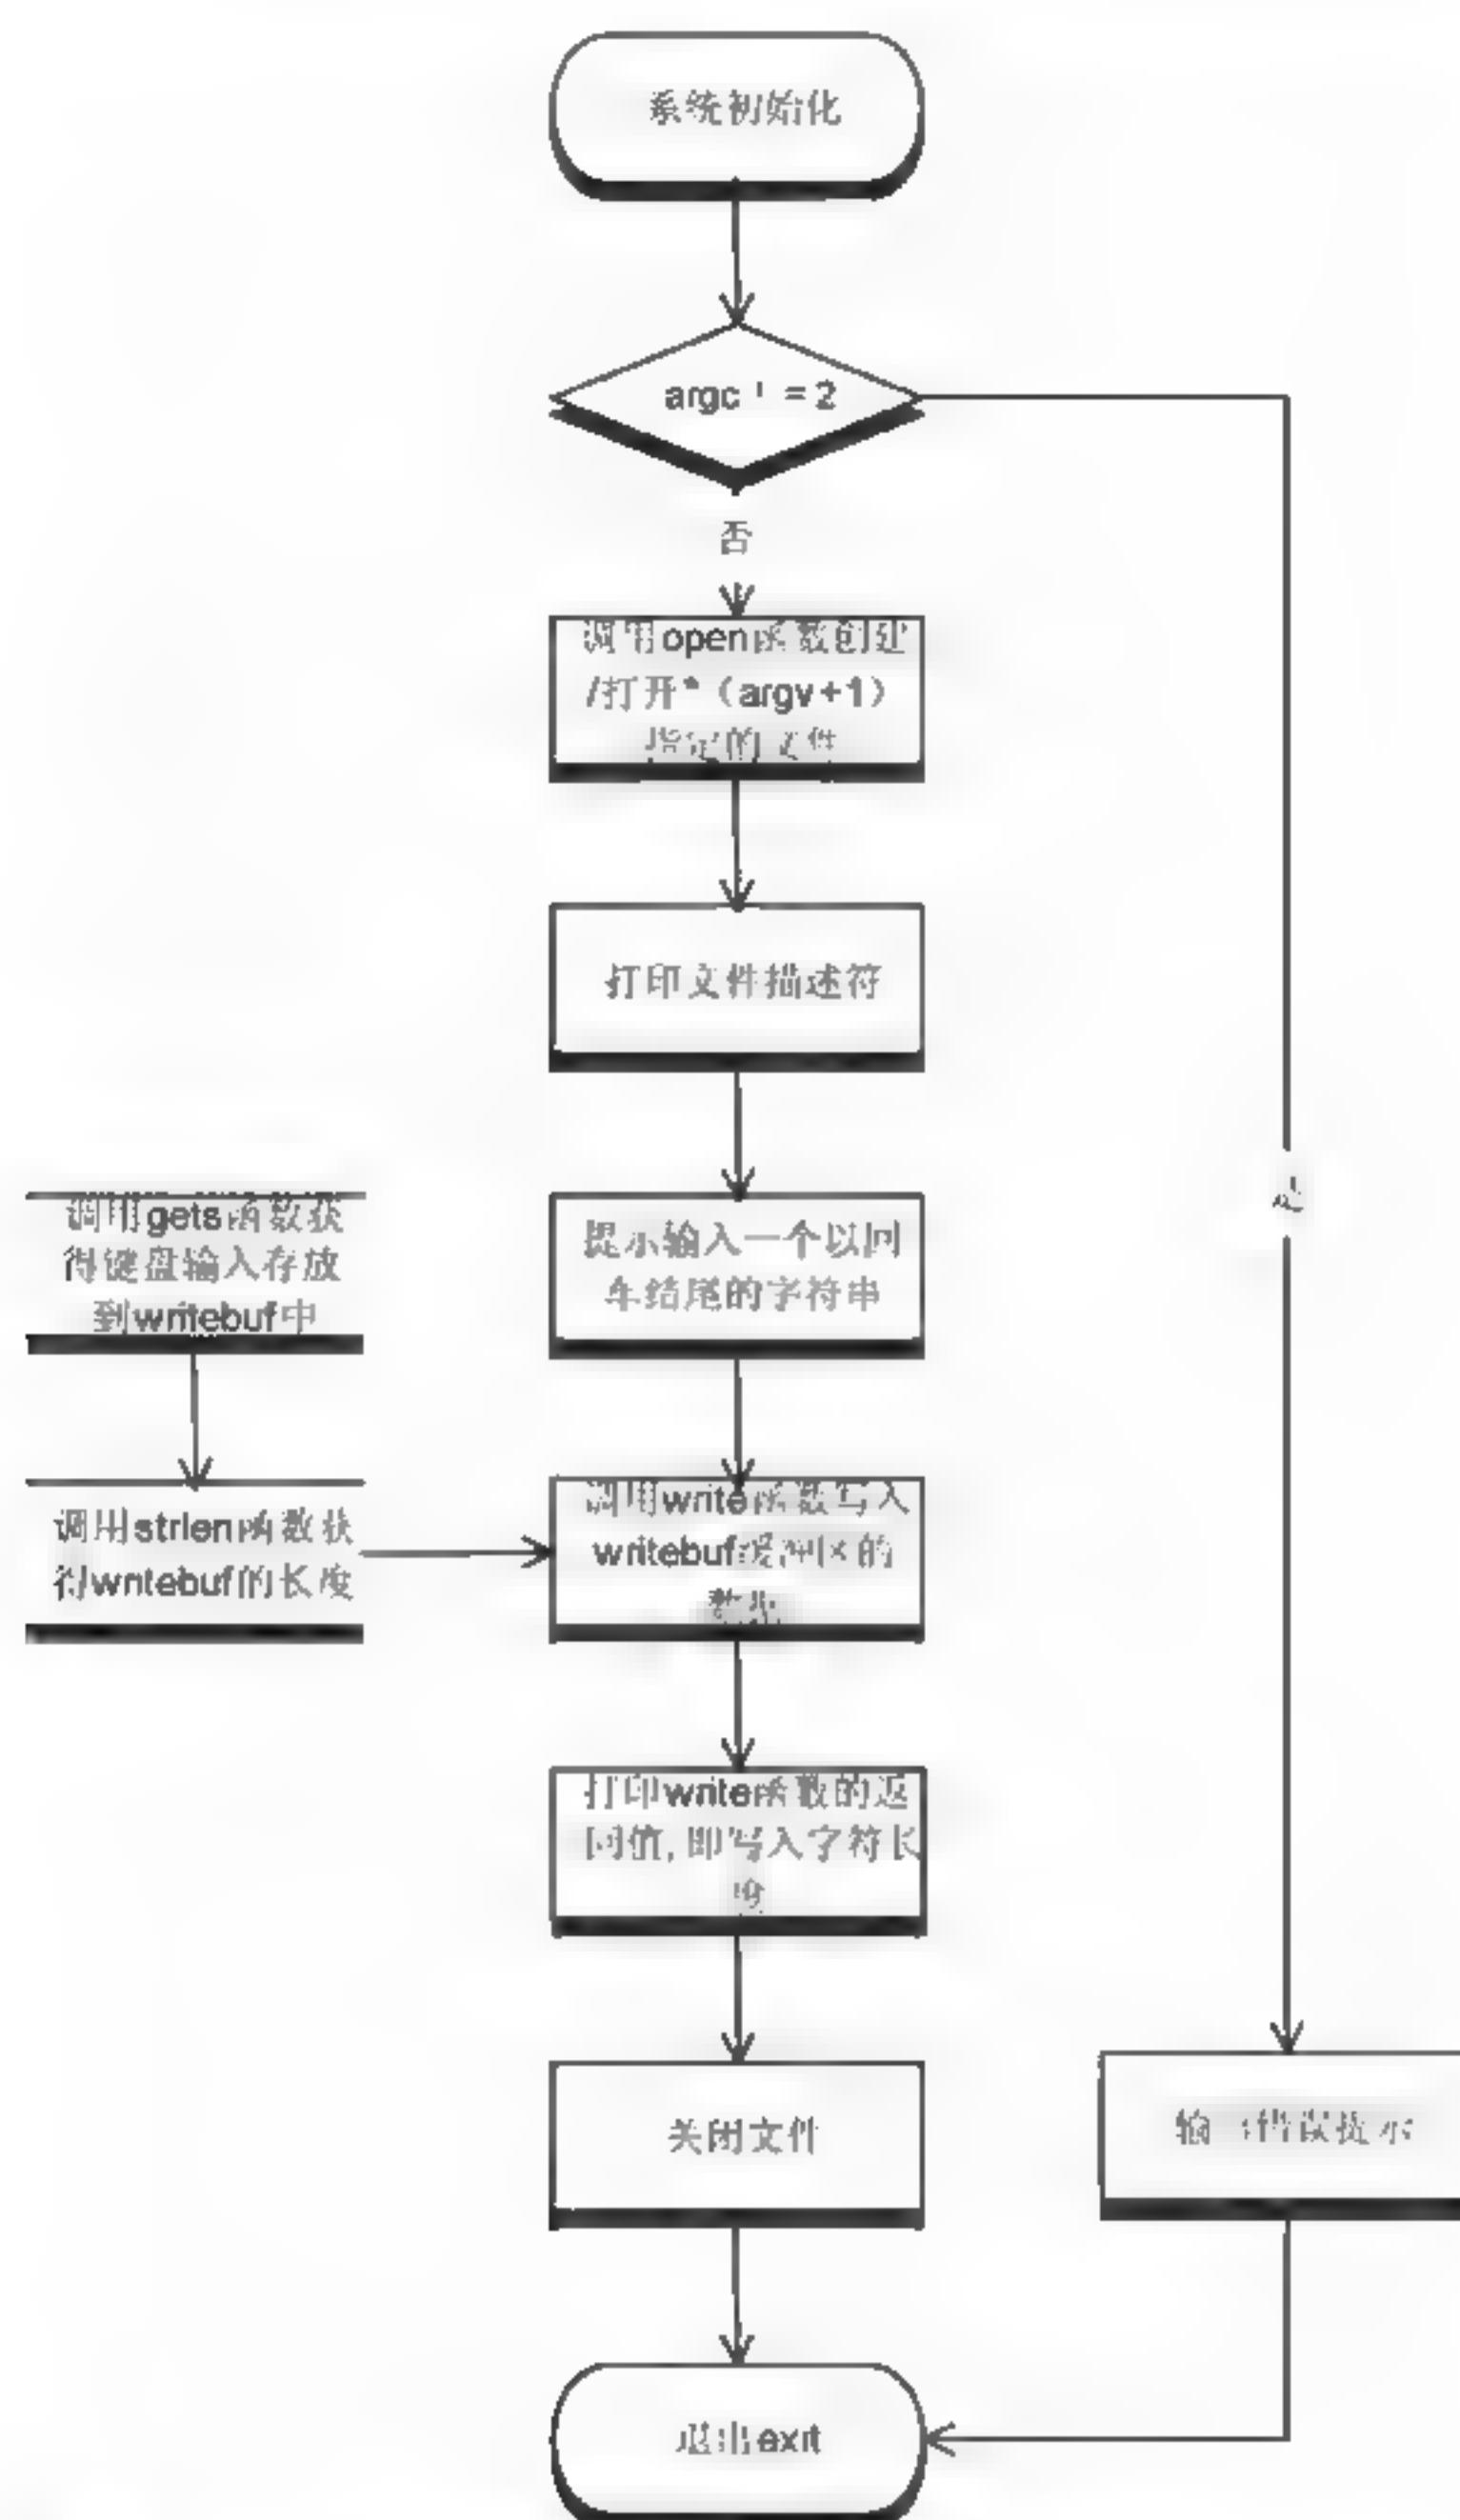 系统初始化
argc ! = 2
否
调用open函数创建
/打开*（argv+1）
指定的文件
打印文件描述符
调用gets函数获
得键盘输入存放
到writebuf中
是
提示输入一个以回
车结尾的字符串
调用strlen函数获
得writebuf的长度
调用write函数写入
writebuf缓冲区的
数据
打印write函数的返
回值,即写入字符长
度
关闭文件
输出错误提示
退出exit